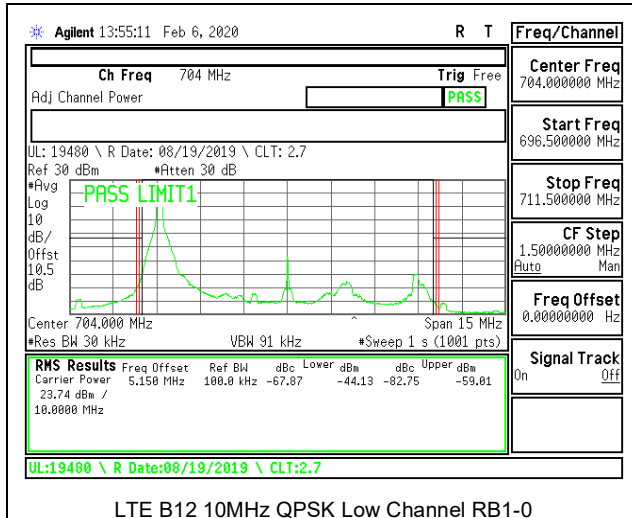 Agilent 13:55:11 Feb 6, 2020 R T
Ch Freq 704 MHz Trig Free
Adj Channel Power PASS
UL: 19480 \ R Date: 08/19/2019 \ CLT: 2.7
Ref 30 dBm #Atten 30 dB
#Avg
Log
10
dB/
Offst
10.5
dB
PASS LIMIT1
Center 704.000 MHz Span 15 MHz
#Res BW 30 kHz VBW 91 kHz #Sweep 1 s (1001 pts)
RMS Results Freq Offset Ref BW dBc Lower dBm dBc Upper dBm
Carrier Power 5.150 MHz 100.0 kHz -67.87 -44.13 -82.75 -59.01
23.74 dBm /
10.0000 MHz
UL:19480 \ R Date:08/19/2019 \ CLT:2.7
Freq/Channel
Center Freq
704.000000 MHz
Start Freq
696.500000 MHz
Stop Freq
711.500000 MHz
CF Step
1.50000000 MHz
Auto Man
Freq Offset
0.00000000 Hz
Signal Track
On Off
LTE B12 10MHz QPSK Low Channel RB1-0